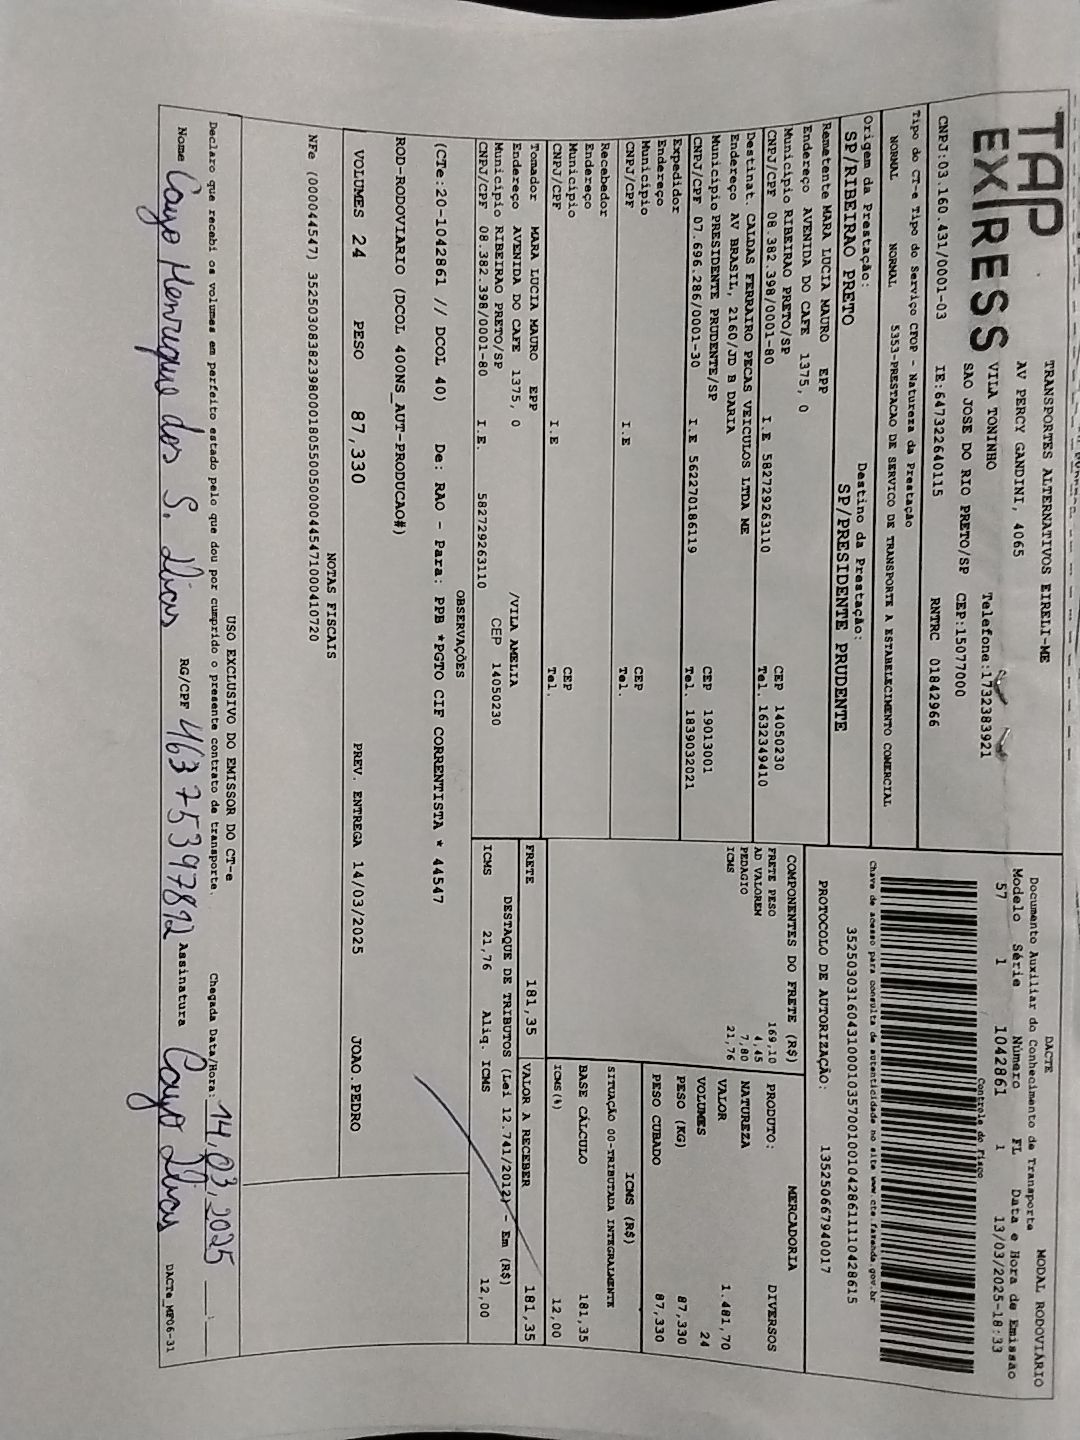 TAP
EXPRESS
TRANSPORTES ALTERNATIVOS EIRELI-ME
AV PERCY GANDINI, 4065
VILA TONINHO Telefone:1732383921
SAO JOSE DO RIO PRETO/SP CEP:15077000
CNPJ:03.160.431/0001-03 IE:647322640115 RNTRC 01842966
DACTE MODAL RODOVIÁRIO
Documento Auxiliar do Conhecimento de Transporte
Modelo Série Número FL Data e Hora de Emissão
57 1 1042861 1 13/03/2025-18:33
Controle do Fisco
Chave de acesso para consulta de autenticidade no site www.cte.fazenda.gov.br
PROTOCOLO DE AUTORIZAÇÃO: 135250667940017
Tipo do CT-e Tipo do Serviço CFOP - Natureza da Prestação
NORMAL NORMAL 5353-PRESTACAO DE SERVICO DE TRANSPORTE A ESTABELECIMENTO COMERCIAL
Origem da Prestação: Destino da Prestação:
SP/RIBEIRAO PRETO SP/PRESIDENTE PRUDENTE
Remetente MARA LUCIA MAURO EPP
Endereço AVENIDA DO CAFE 1375, 0
Município RIBEIRAO PRETO/SP CEP 14050230
CNPJ/CPF 08.382.398/0001-80 I.E 582729263110 Tel. 1632349410
Destinat. CALDAS FERRAIRO PECAS VEICULOS LTDA ME
Endereço AV BRASIL, 2160/JD B DARIA
Município PRESIDENTE PRUDENTE/SP CEP 19013001
CNPJ/CPF 07.696.286/0001-30 I.E 562270186119 Tel. 1839032021
Expedidor
Endereço
Município CEP
CNPJ/CPF I.E Tel.
Recebedor
Endereço
Município CEP
CNPJ/CPF I.E Tel.
Tomador MARA LUCIA MAURO EPP
Endereço AVENIDA DO CAFE 1375, 0 /VILA AMELIA
Município RIBEIRAO PRETO/SP CEP 14050230
CNPJ/CPF 08.382.398/0001-80 I.E. 582729263110
COMPONENTES DO FRETE (R$)
FRETE PESO 169,10
AD VALOREM 4,45
PEDAGIO 7,80
ICMS 21,76
MERCADORIA
PRODUTO: DIVERSOS
NATUREZA
VALOR 1.481,70
VOLUMES 24
PESO (KG) 87,330
PESO CUBADO 87,330
ICMS (R$)
SITUAÇÃO 00-TRIBUTADA INTEGRALMENTE
BASE CÁLCULO 181,35
ICMS(%) 12,00
FRETE 181,35 VALOR A RECEBER 181,35
DESTAQUE DE TRIBUTOS (Lei 12.741/2012) - Em (R$)
ICMS 21,76 Aliq. ICMS 12,00
OBSERVAÇÕES
(CTe:20-1042861 // DCOL 40) De: RAO - Para: PPB *PGTO CIF CORRENTISTA * 44547
ROD-RODOVIARIO (DCOL 400NS_AUT-PRODUCAO#)
VOLUMES 24 PESO 87,330 PREV. ENTREGA 14/03/2025 JOAO.PEDRO
NOTAS FISCAIS
USO EXCLUSIVO DO EMISSOR DO CT-e
Declaro que recebi os volumes em perfeito estado pelo que dou por cumprido o presente contrato de transporte. Chegada Data/Hora: 14/03/2025 __:__
Nome Cayo Henrique dos S. Dias RG/CPF 46375397892 Assinatura Cayo Dias DACTe_MF06-31